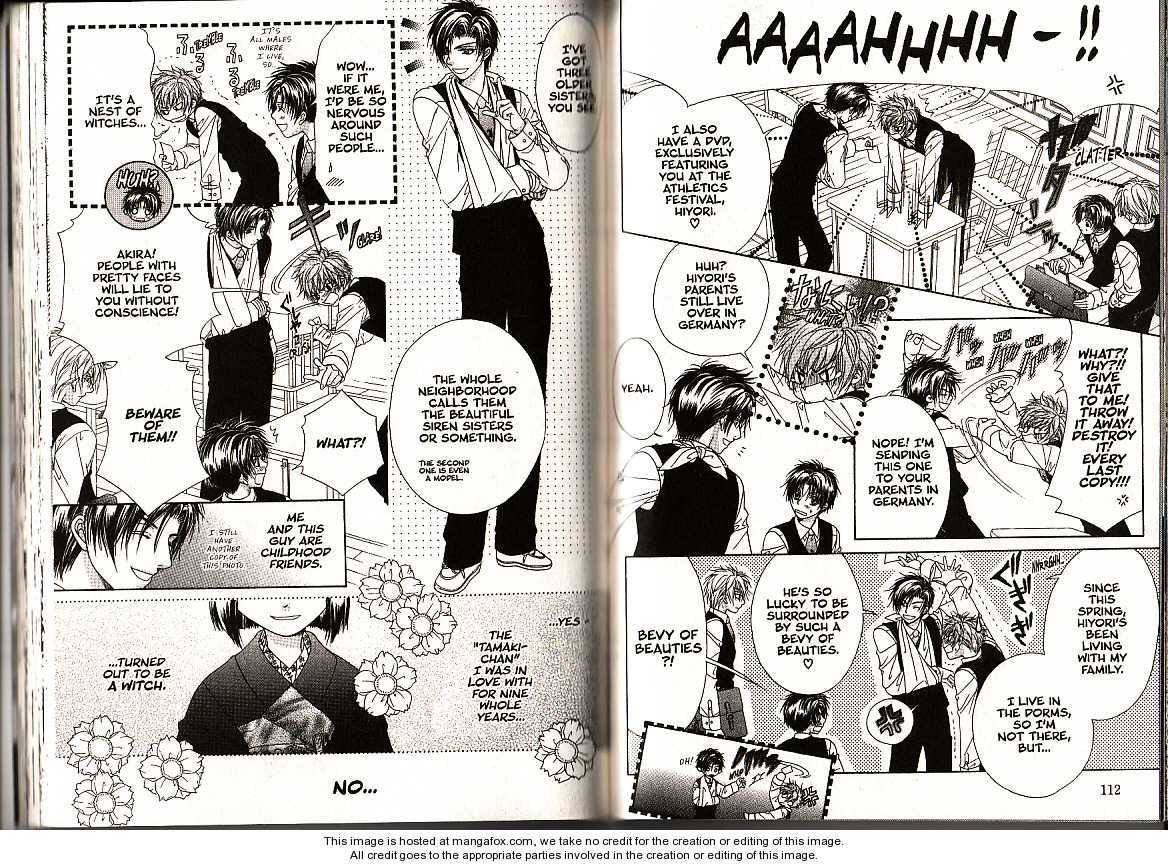 AAAAHHHH-!!
I ALSO
HAVE A DVD,
EXCLUSIVELY
FEATURING
YOU AT THE
ATHLETICS
FESTIVAL,
HIYORI.
♡
ガタ
CLAT-TER
HUH?
HIYORI'S
PARENTS
STILL LIVE
OVER IN
GERMANY?
YEAH.
WHAT?!
WHY?!!
GIVE
THAT
TO ME!
THROW
IT AWAY!
DESTROY
IT!
EVERY
LAST
COPY!!!
NOPE! I'M
SENDING
THIS ONE
TO YOUR
PARENTS IN
GERMANY.
SINCE
THIS
SPRING,
HIYORI'S
BEEN
LIVING
WITH MY
FAMILY.
I LIVE IN
THE DORMS,
SO I'M
NOT THERE,
BUT...
HE'S SO
LUCKY TO BE
SURROUNDED
BY SUCH A
BEVY OF
BEAUTIES.
♡
BEVY OF
BEAUTIES
?!
OH!
112
I'VE
GOT
THREE
OLDER
SISTERS,
YOU SEE
THE WHOLE
NEIGHBORHOOD
CALLS THEM
THE BEAUTIFUL
SIREN SISTERS
OR SOMETHING.
THE SECOND
ONE IS EVEN
A MODEL.
WOW...
IF IT
WERE ME,
I'D BE SO
NERVOUS
AROUND
SUCH
PEOPLE...
IT'S
ALL MALES
WHERE
I LIVE,
SO...
ふるふる
IT'S A
NEST OF
WITCHES...
HUH?
AKIRA!
PEOPLE WITH
PRETTY FACES
WILL LIE TO
YOU WITHOUT
CONSCIENCE!
BEWARE
OF
THEM!!
WHAT?!
ME
AND THIS
GUY ARE
CHILDHOOD
FRIENDS.
I STILL
HAVE
ANOTHER
COPY OF
THIS PHOTO
...YES -
THE
"TAMAKI-
CHAN"
I WAS IN
LOVE WITH
FOR NINE
WHOLE
YEARS...
...TURNED
OUT TO BE
A WITCH.
NO...
This image is hosted at mangafox.com, we take no credit for the creation or editing of this image.
All credit goes to the appropriate parties involved in the creation or editing of this image.